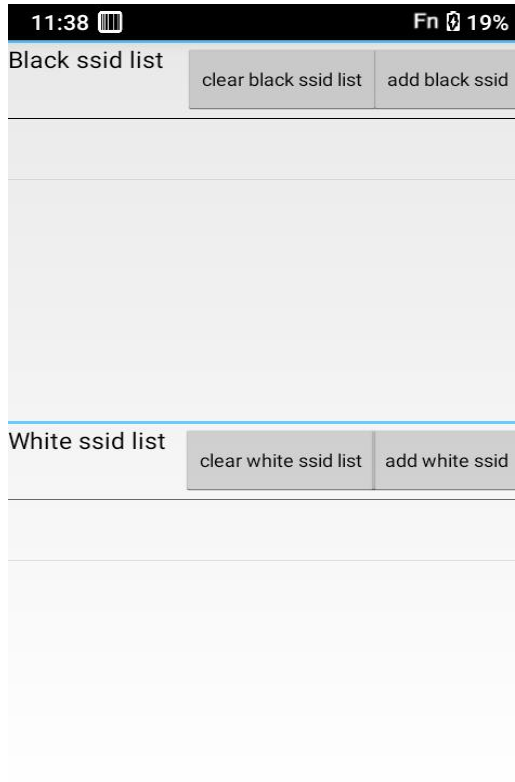 11:38 Fn 19%
Black ssid list
clear black ssid list add black ssid
White ssid list
clear white ssid list add white ssid